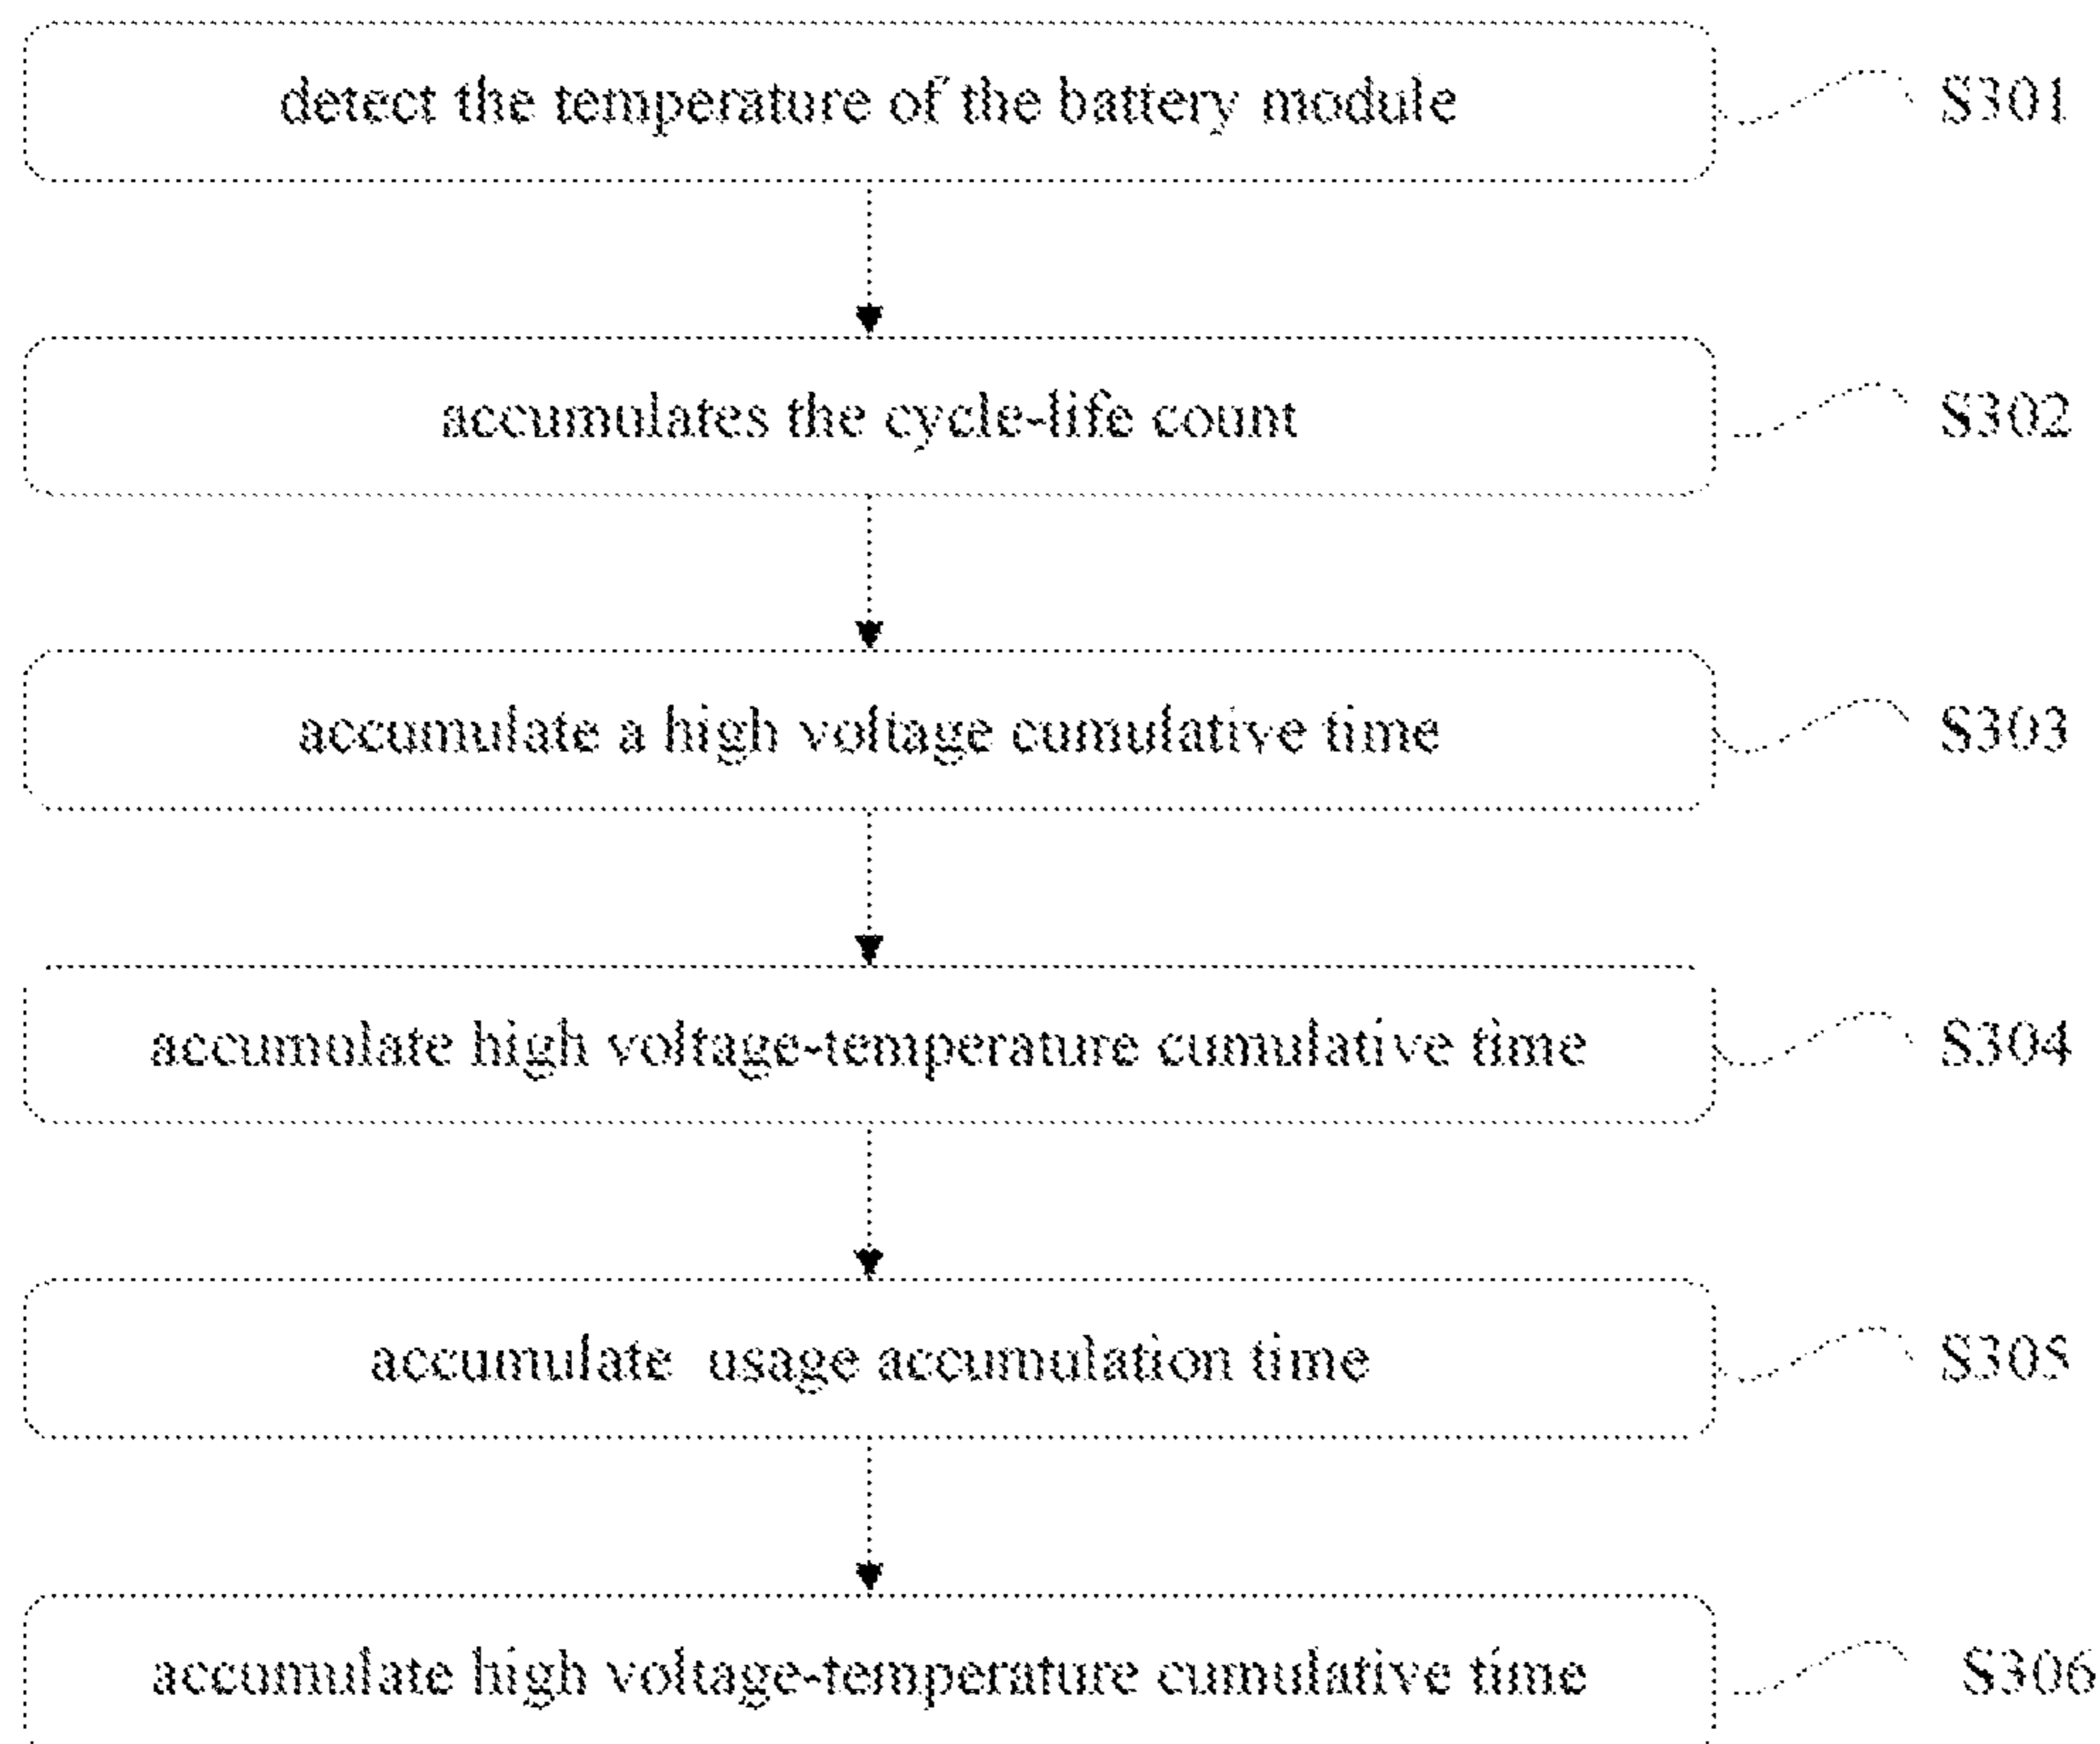 detect the temperature of the battery module S301
accumulates the cycle-life count S302
accumulate a high voltage cumulative time S303
accumulate high voltage-temperature cumulative time S304
accumulate usage accumulation time S305
accumulate high voltage-temperature cumulative time S306